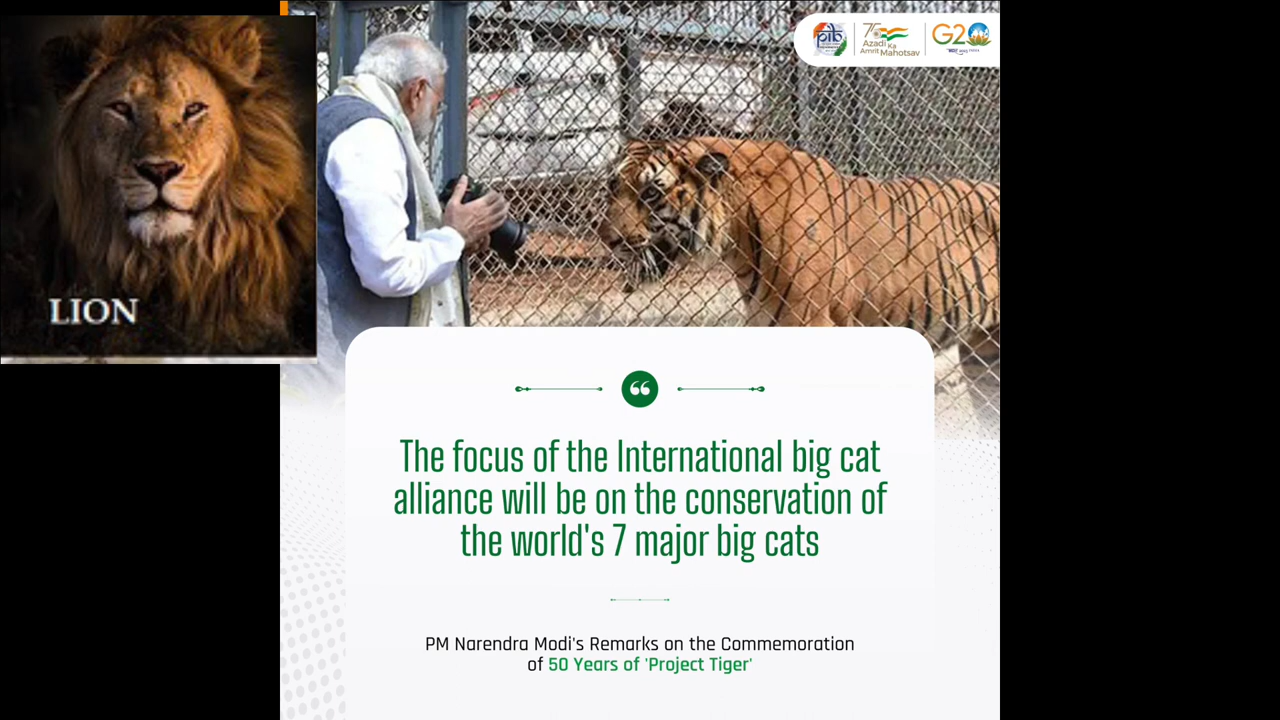 LION
pib
75
Azadi Ka
Amrit Mahotsav
G20
The focus of the International big cat
alliance will be on the conservation of
the world's 7 major big cats
PM Narendra Modi's Remarks on the Commemoration
of 50 Years of 'Project Tiger'